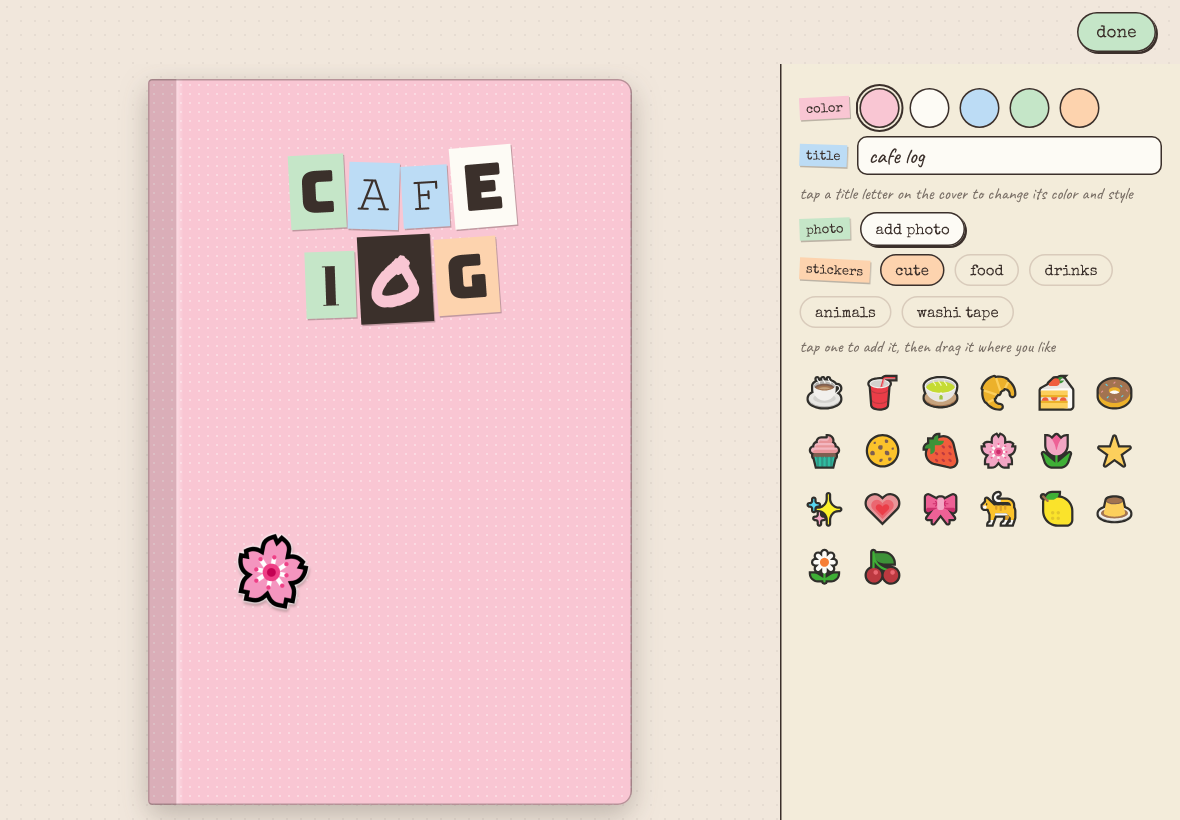 done
CAFE
lOG
color
title cafe log
tap a title letter on the cover to change its color and style
photo add photo
stickers cute food drinks
animals washi tape
tap one to add it, then drag it where you like